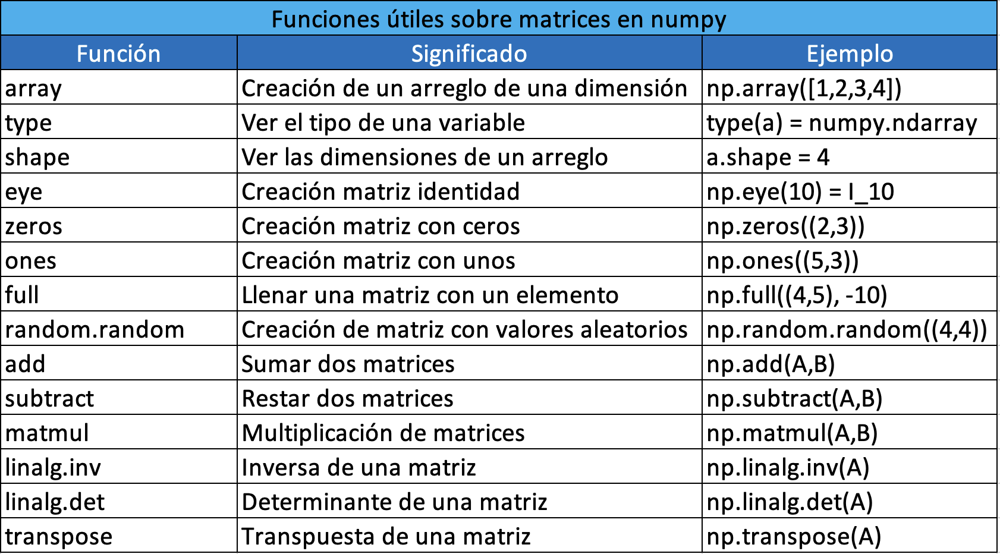 Funciones útiles sobre matrices en numpy
Función Significado Ejemplo
array Creación de un arreglo de una dimensión np.array([1,2,3,4])
type Ver el tipo de una variable type(a) = numpy.ndarray
shape Ver las dimensiones de un arreglo a.shape = 4
eye Creación matriz identidad np.eye(10) = I_10
zeros Creación matriz con ceros np.zeros((2,3))
ones Creación matriz con unos np.ones((5,3))
full Llenar una matriz con un elemento np.full((4,5), -10)
random.random Creación de matriz con valores aleatorios np.random.random((4,4))
add Sumar dos matrices np.add(A,B)
subtract Restar dos matrices np.subtract(A,B)
matmul Multiplicación de matrices np.matmul(A,B)
linalg.inv Inversa de una matriz np.linalg.inv(A)
linalg.det Determinante de una matriz np.linalg.det(A)
transpose Transpuesta de una matriz np.transpose(A)